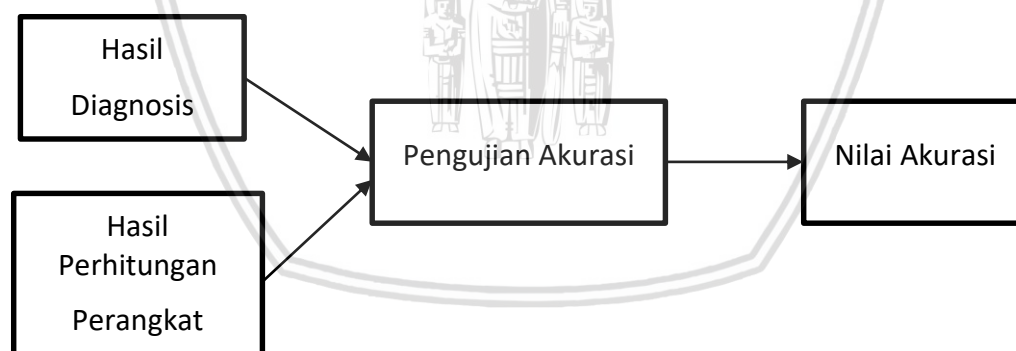 Hasil
Diagnosis
Pengujian Akurasi
Nilai Akurasi
Hasil
Perhitungan
Perangkat